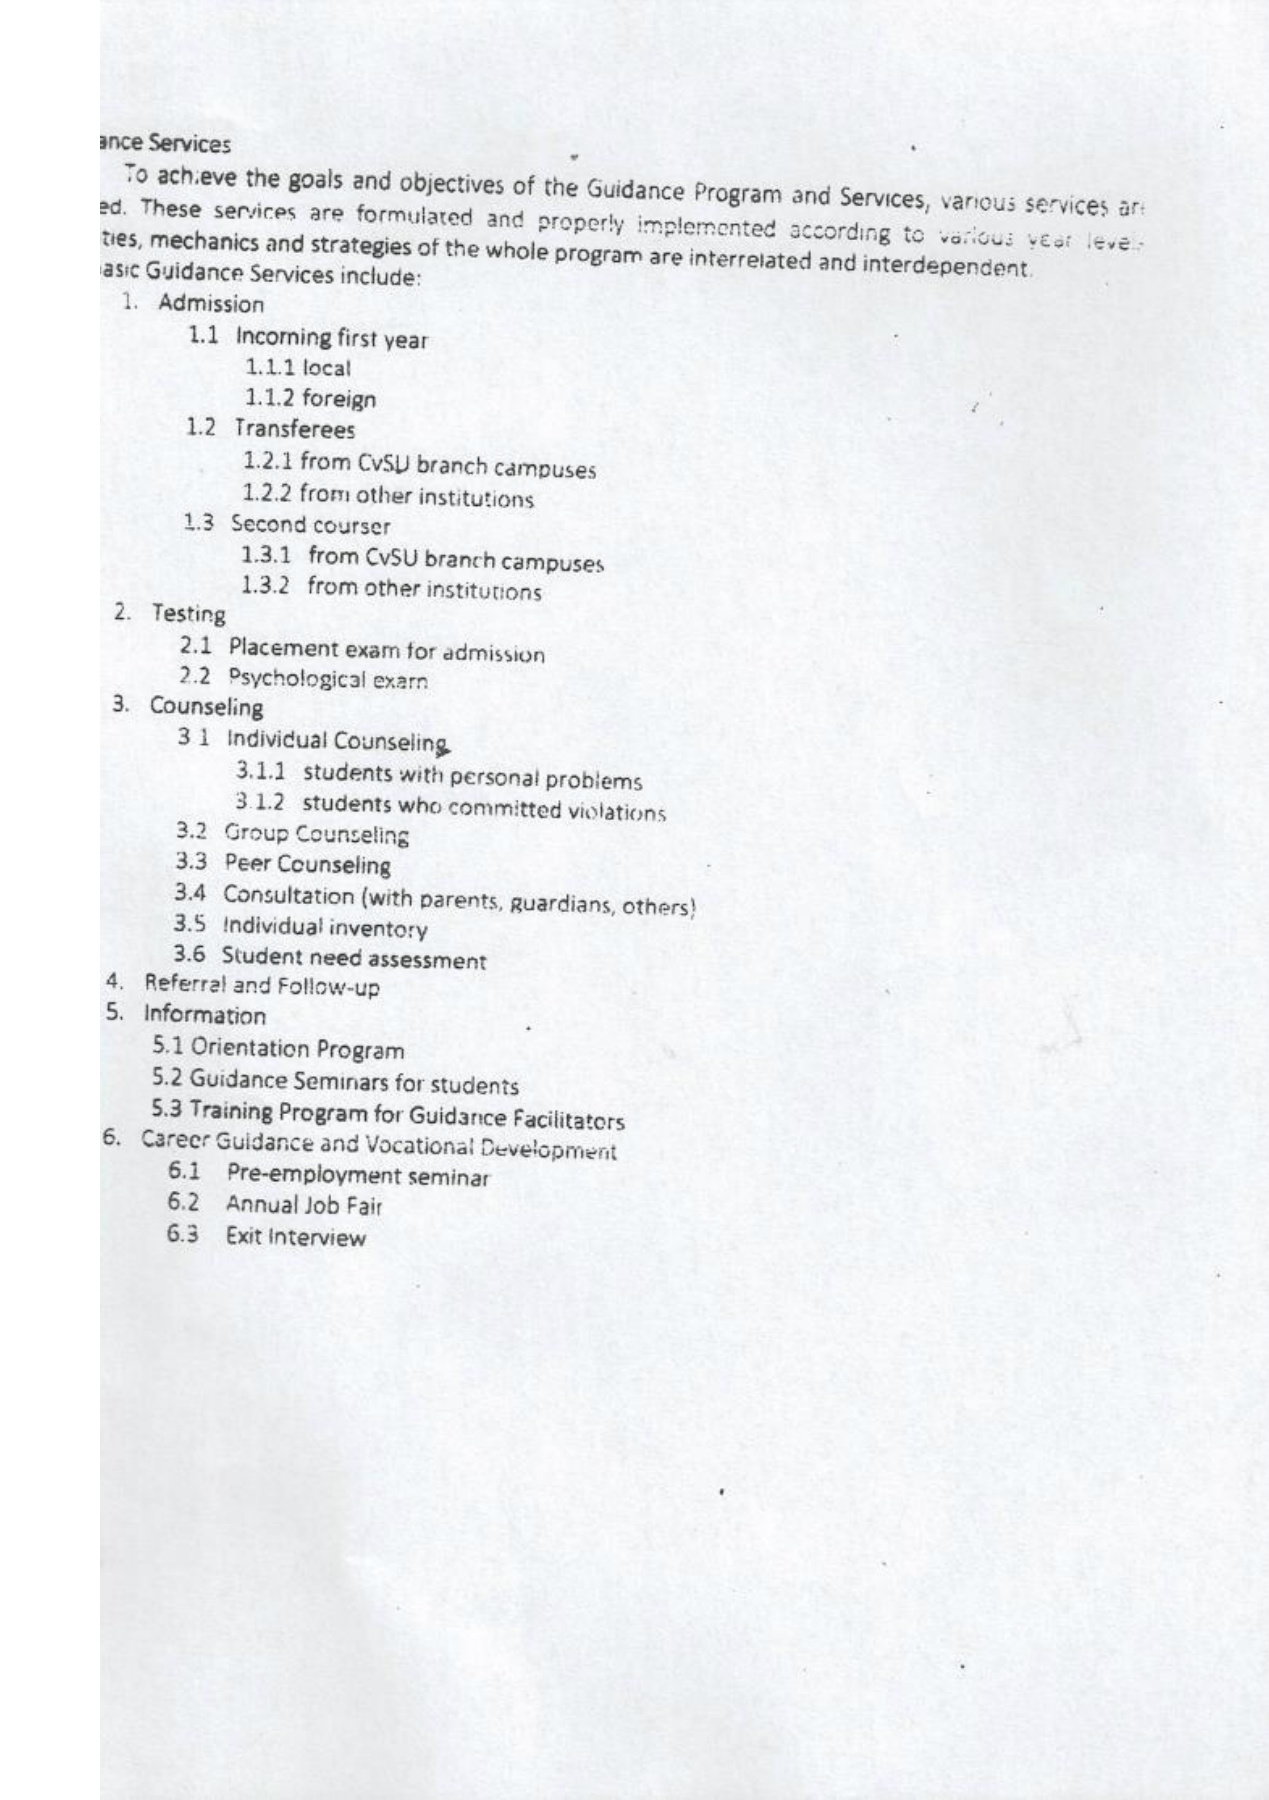 ance Services
To achieve the goals and objectives of the Guidance Program and Services, various services are
ed. These services are formulated and properly implemented according to various year levels
ties, mechanics and strategies of the whole program are interrelated and interdependent.
asic Guidance Services include:
1. Admission
1.1 Incoming first year
1.1.1 local
1.1.2 foreign
1.2 Transferees
1.2.1 from CvSU branch campuses
1.2.2 from other institutions
1.3 Second courser
1.3.1 from CvSU branch campuses
1.3.2 from other institutions
2. Testing
2.1 Placement exam for admission
2.2 Psychological exam
3. Counseling
3.1 Individual Counseling
3.1.1 students with personal problems
3.1.2 students who committed violations
3.2 Group Counseling
3.3 Peer Counseling
3.4 Consultation (with parents, guardians, others)
3.5 Individual inventory
3.6 Student need assessment
4. Referral and Follow-up
5. Information
5.1 Orientation Program
5.2 Guidance Seminars for students
5.3 Training Program for Guidance Facilitators
6. Career Guidance and Vocational Development
6.1 Pre-employment seminar
6.2 Annual Job Fair
6.3 Exit Interview